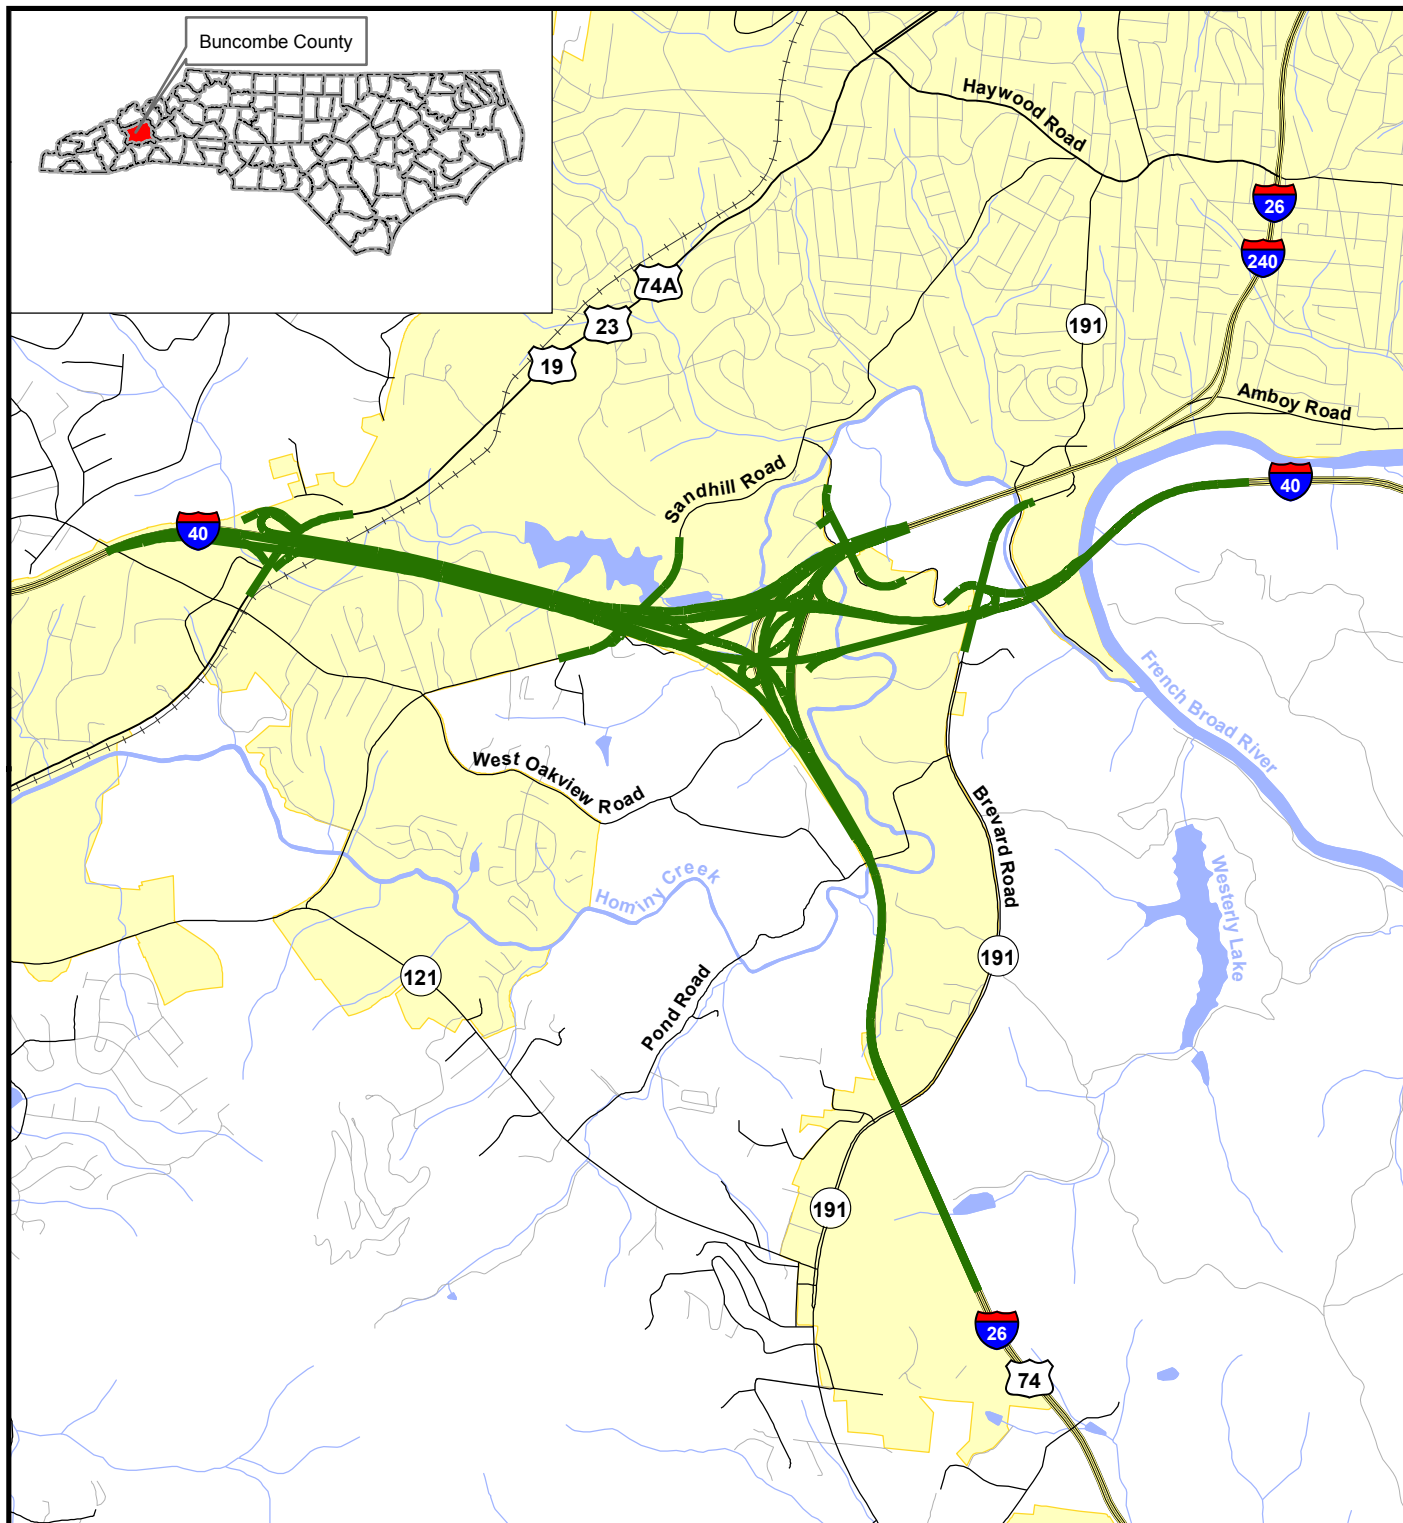 Buncombe County
Haywood Road
26
240
74A
23
191
19
Amboy Road
Sandhill Road
40
40
French Broad River
West Oakview Road
Brevard Road
Hominy Creek
Westerly Lake
191
121
Pond Road
191
26
74